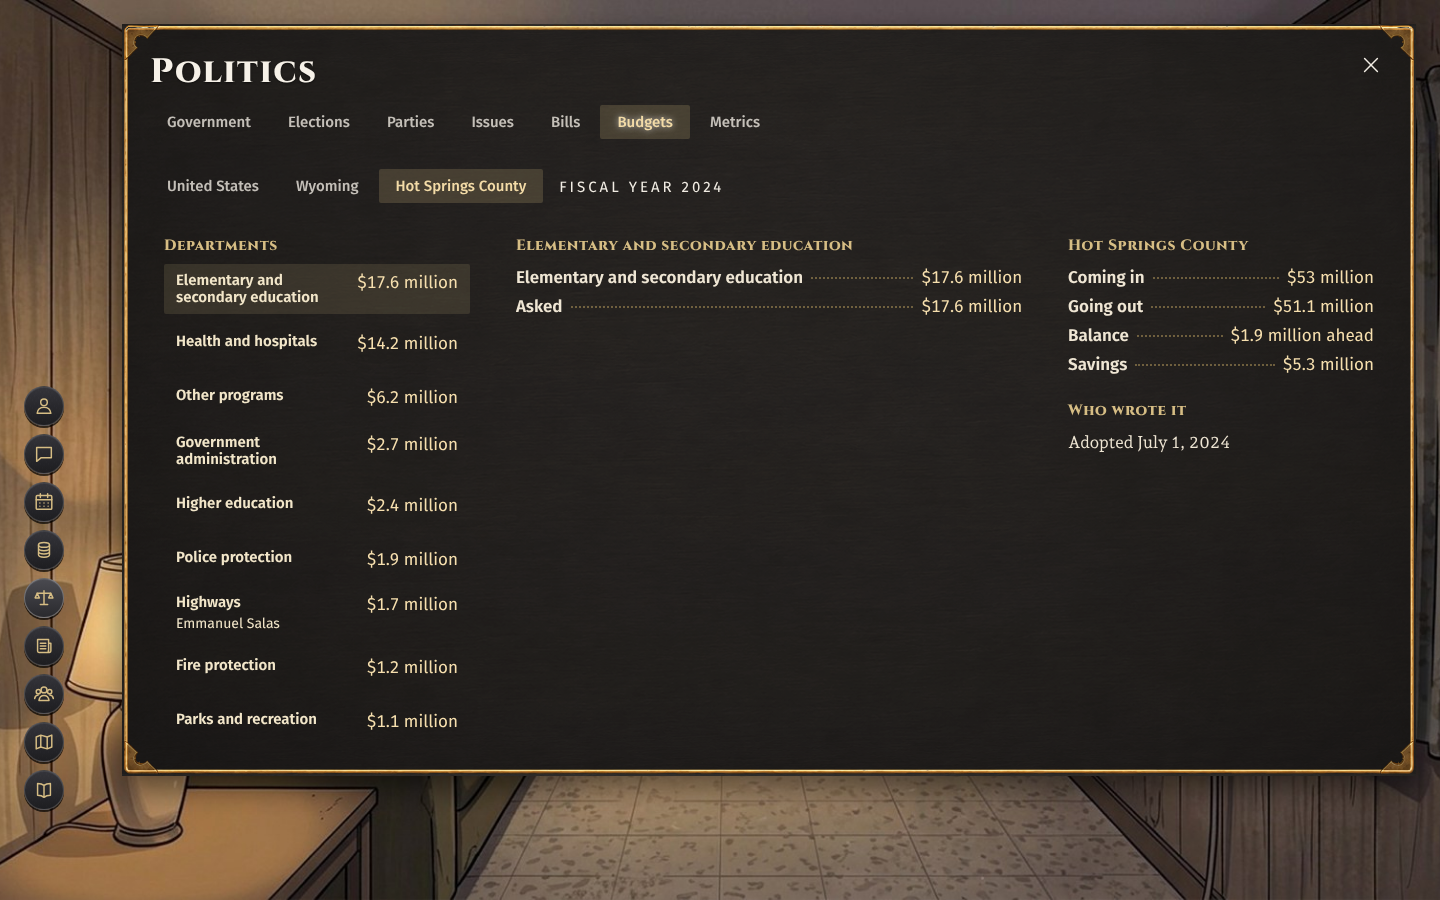 Politics
Government Elections Parties Issues Bills Budgets Metrics
United States Wyoming Hot Springs County FISCAL YEAR 2024
Departments
Elementary and secondary education $17.6 million
Health and hospitals $14.2 million
Other programs $6.2 million
Government administration $2.7 million
Higher education $2.4 million
Police protection $1.9 million
Highways $1.7 million
Emmanuel Salas
Fire protection $1.2 million
Parks and recreation $1.1 million
Elementary and secondary education
Elementary and secondary education $17.6 million
Asked $17.6 million
Hot Springs County
Coming in $53 million
Going out $51.1 million
Balance $1.9 million ahead
Savings $5.3 million
Who wrote it
Adopted July 1, 2024